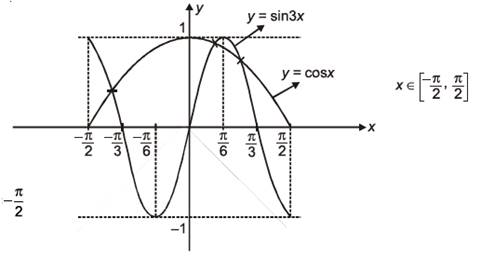 y
1
y = sin3x
y = cosx
x ∈ [-π/2, π/2]
-π/2 -π/3 -π/6 π/6 π/3 π/2 x
-π/2
-1